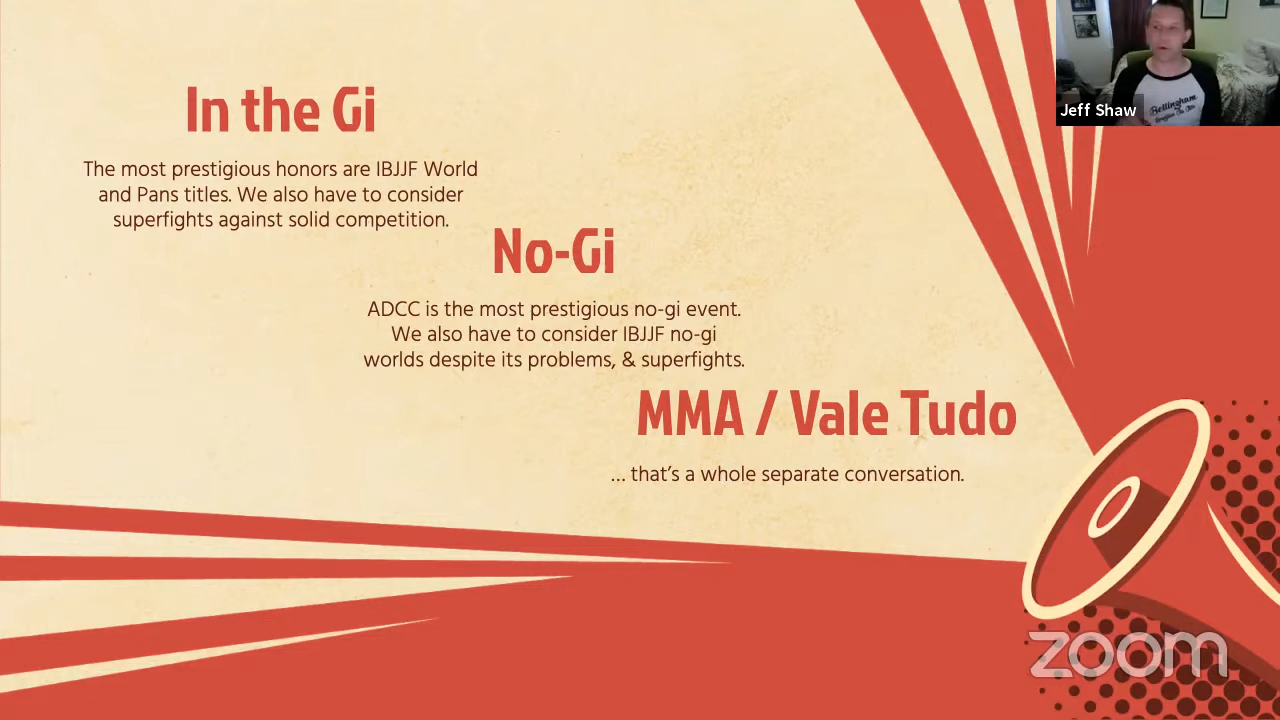 In the Gi
The most prestigious honors are IBJJF World
and Pans titles. We also have to consider
superfights against solid competition.
No-Gi
ADCC is the most prestigious no-gi event.
We also have to consider IBJJF no-gi
worlds despite its problems, & superfights.
MMA / Vale Tudo
... that's a whole separate conversation.
Jeff Shaw
Bellingham
zoom